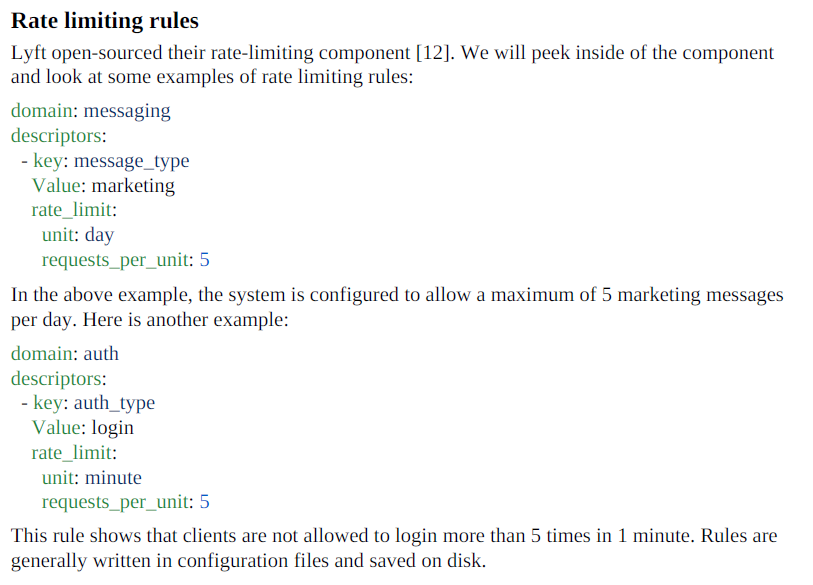 Rate limiting rules
Lyft open-sourced their rate-limiting component [12]. We will peek inside of the component
and look at some examples of rate limiting rules:
domain: messaging
descriptors:
- key: message_type
Value: marketing
rate_limit:
unit: day
requests_per_unit: 5
In the above example, the system is configured to allow a maximum of 5 marketing messages
per day. Here is another example:
domain: auth
descriptors:
- key: auth_type
Value: login
rate_limit:
unit: minute
requests_per_unit: 5
This rule shows that clients are not allowed to login more than 5 times in 1 minute. Rules are
generally written in configuration files and saved on disk.